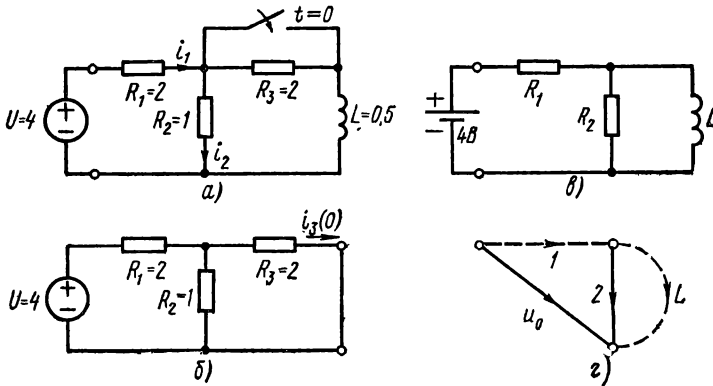 t=0
i₁
R₁=2
R₃=2
U=4
R₂=1
L=0,5
i₂
а)
+
−
4В
R₁
R₂
L
в)
i₃(0)
R₁=2
R₃=2
U=4
R₂=1
б)
1
2
L
u₀
г)